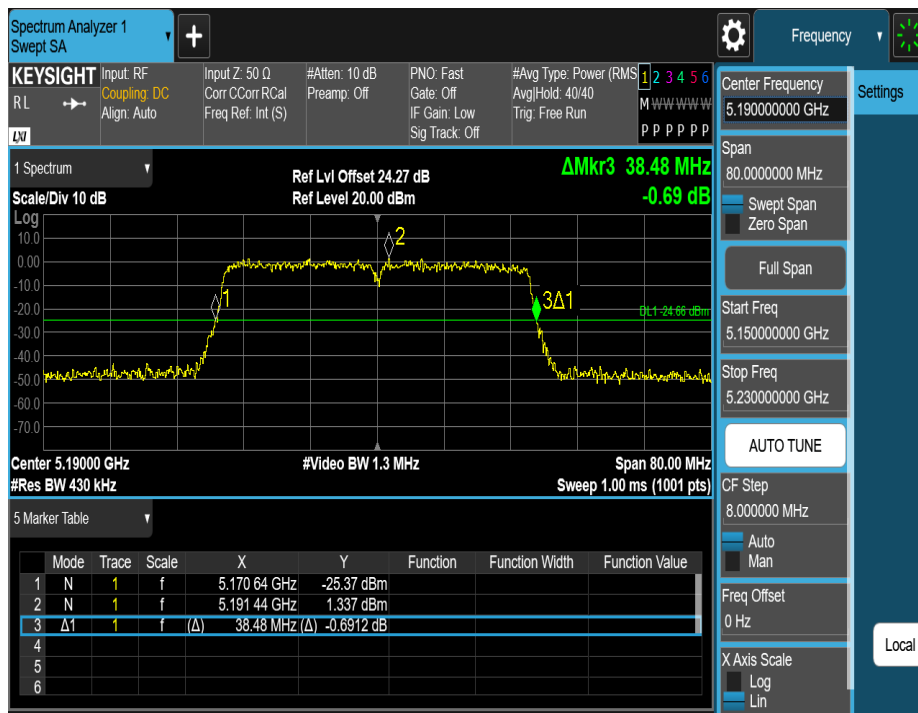 Spectrum Analyzer 1
Swept SA
+
Frequency
KEYSIGHT
RL
LXI
Input: RF
Coupling: DC
Align: Auto
Input Z: 50 Ω
Corr CCorr RCal
Freq Ref: Int (S)
#Atten: 10 dB
Preamp: Off
PNO: Fast
Gate: Off
IF Gain: Low
Sig Track: Off
#Avg Type: Power (RMS
Avg|Hold: 40/40
Trig: Free Run
1 2 3 4 5 6
M W W W W W
P P P P P P
1 Spectrum
Scale/Div 10 dB
Ref Lvl Offset 24.27 dB
Ref Level 20.00 dBm
ΔMkr3 38.48 MHz
-0.69 dB
Log
10.0
0.00
-10.0
-20.0
-30.0
-40.0
-50.0
-60.0
-70.0
1
2
3Δ1
DL1 -24.66 dBm
Center 5.19000 GHz
#Video BW 1.3 MHz
Span 80.00 MHz
#Res BW 430 kHz
Sweep 1.00 ms (1001 pts)
5 Marker Table
Mode Trace Scale X Y Function Function Width Function Value
1 N 1 f 5.170 64 GHz -25.37 dBm
2 N 1 f 5.191 44 GHz 1.337 dBm
3 Δ1 1 f (Δ) 38.48 MHz (Δ) -0.6912 dB
4
5
6
Center Frequency
5.190000000 GHz
Settings
Span
80.0000000 MHz
Swept Span
Zero Span
Full Span
Start Freq
5.150000000 GHz
Stop Freq
5.230000000 GHz
AUTO TUNE
CF Step
8.000000 MHz
Auto
Man
Freq Offset
0 Hz
Local
X Axis Scale
Log
Lin